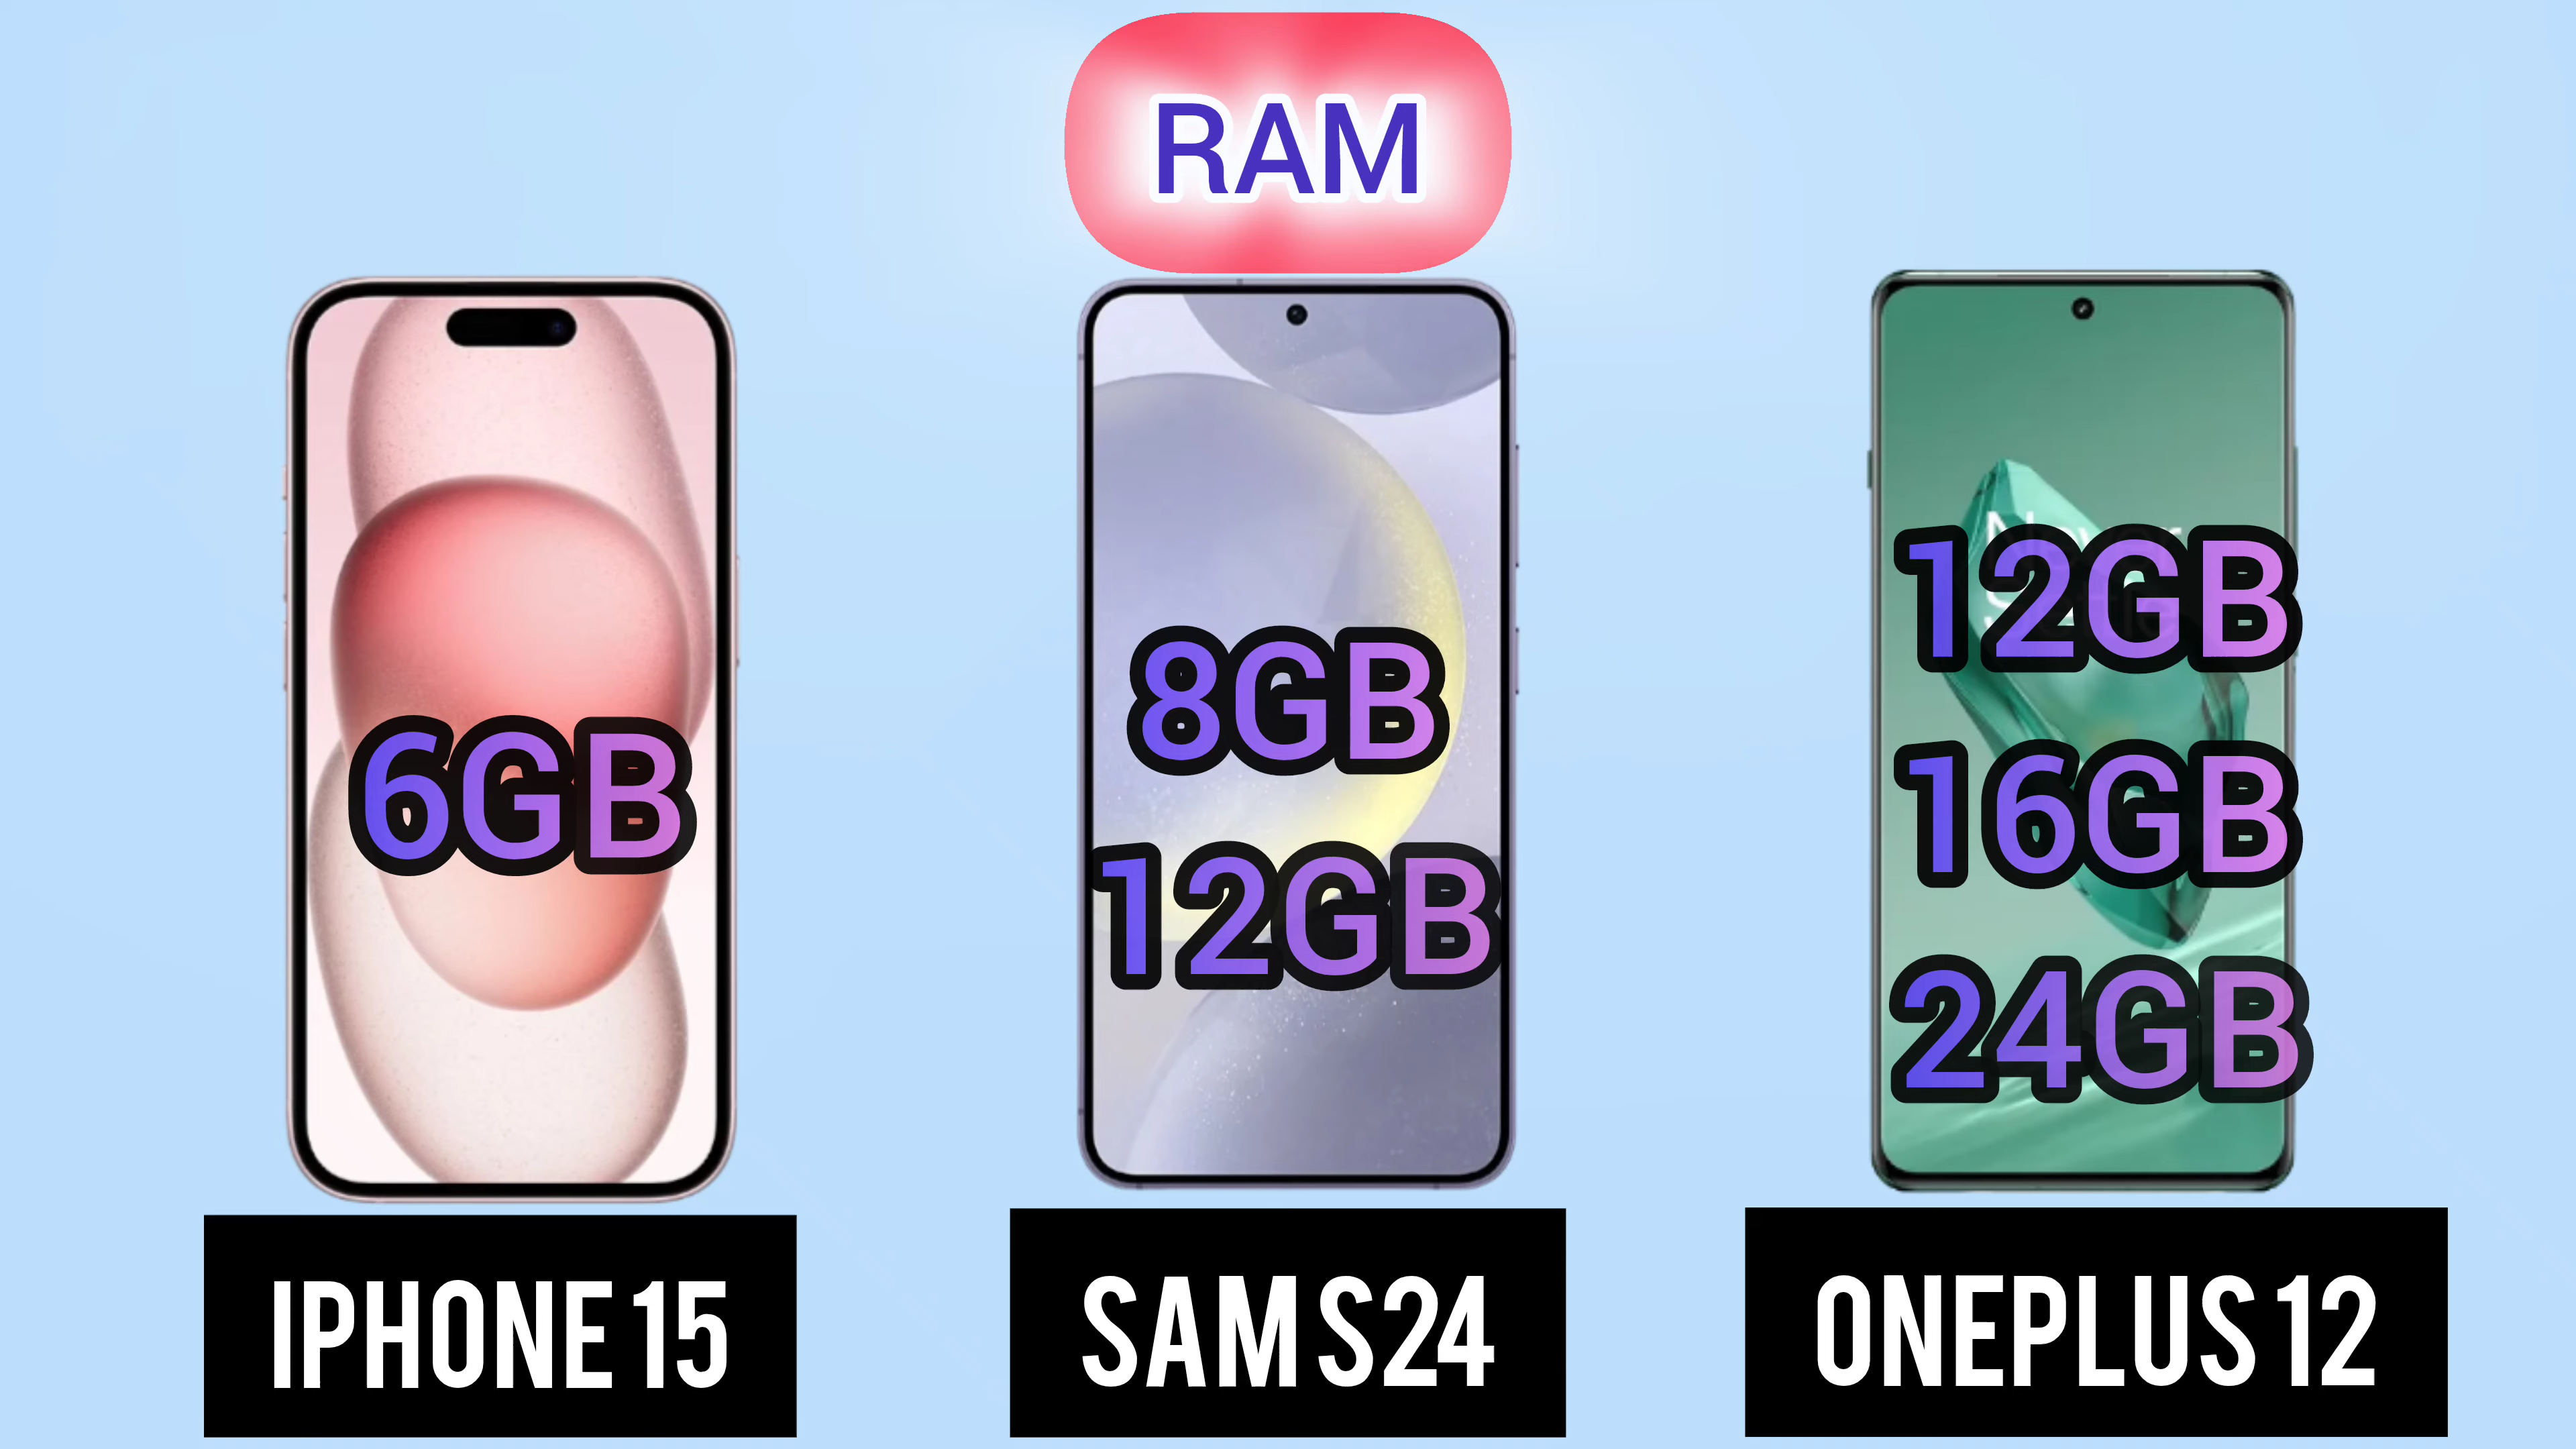 RAM
6GB
8GB
12GB
12GB
16GB
24GB
IPHONE 15
SAM S24
ONEPLUS 12